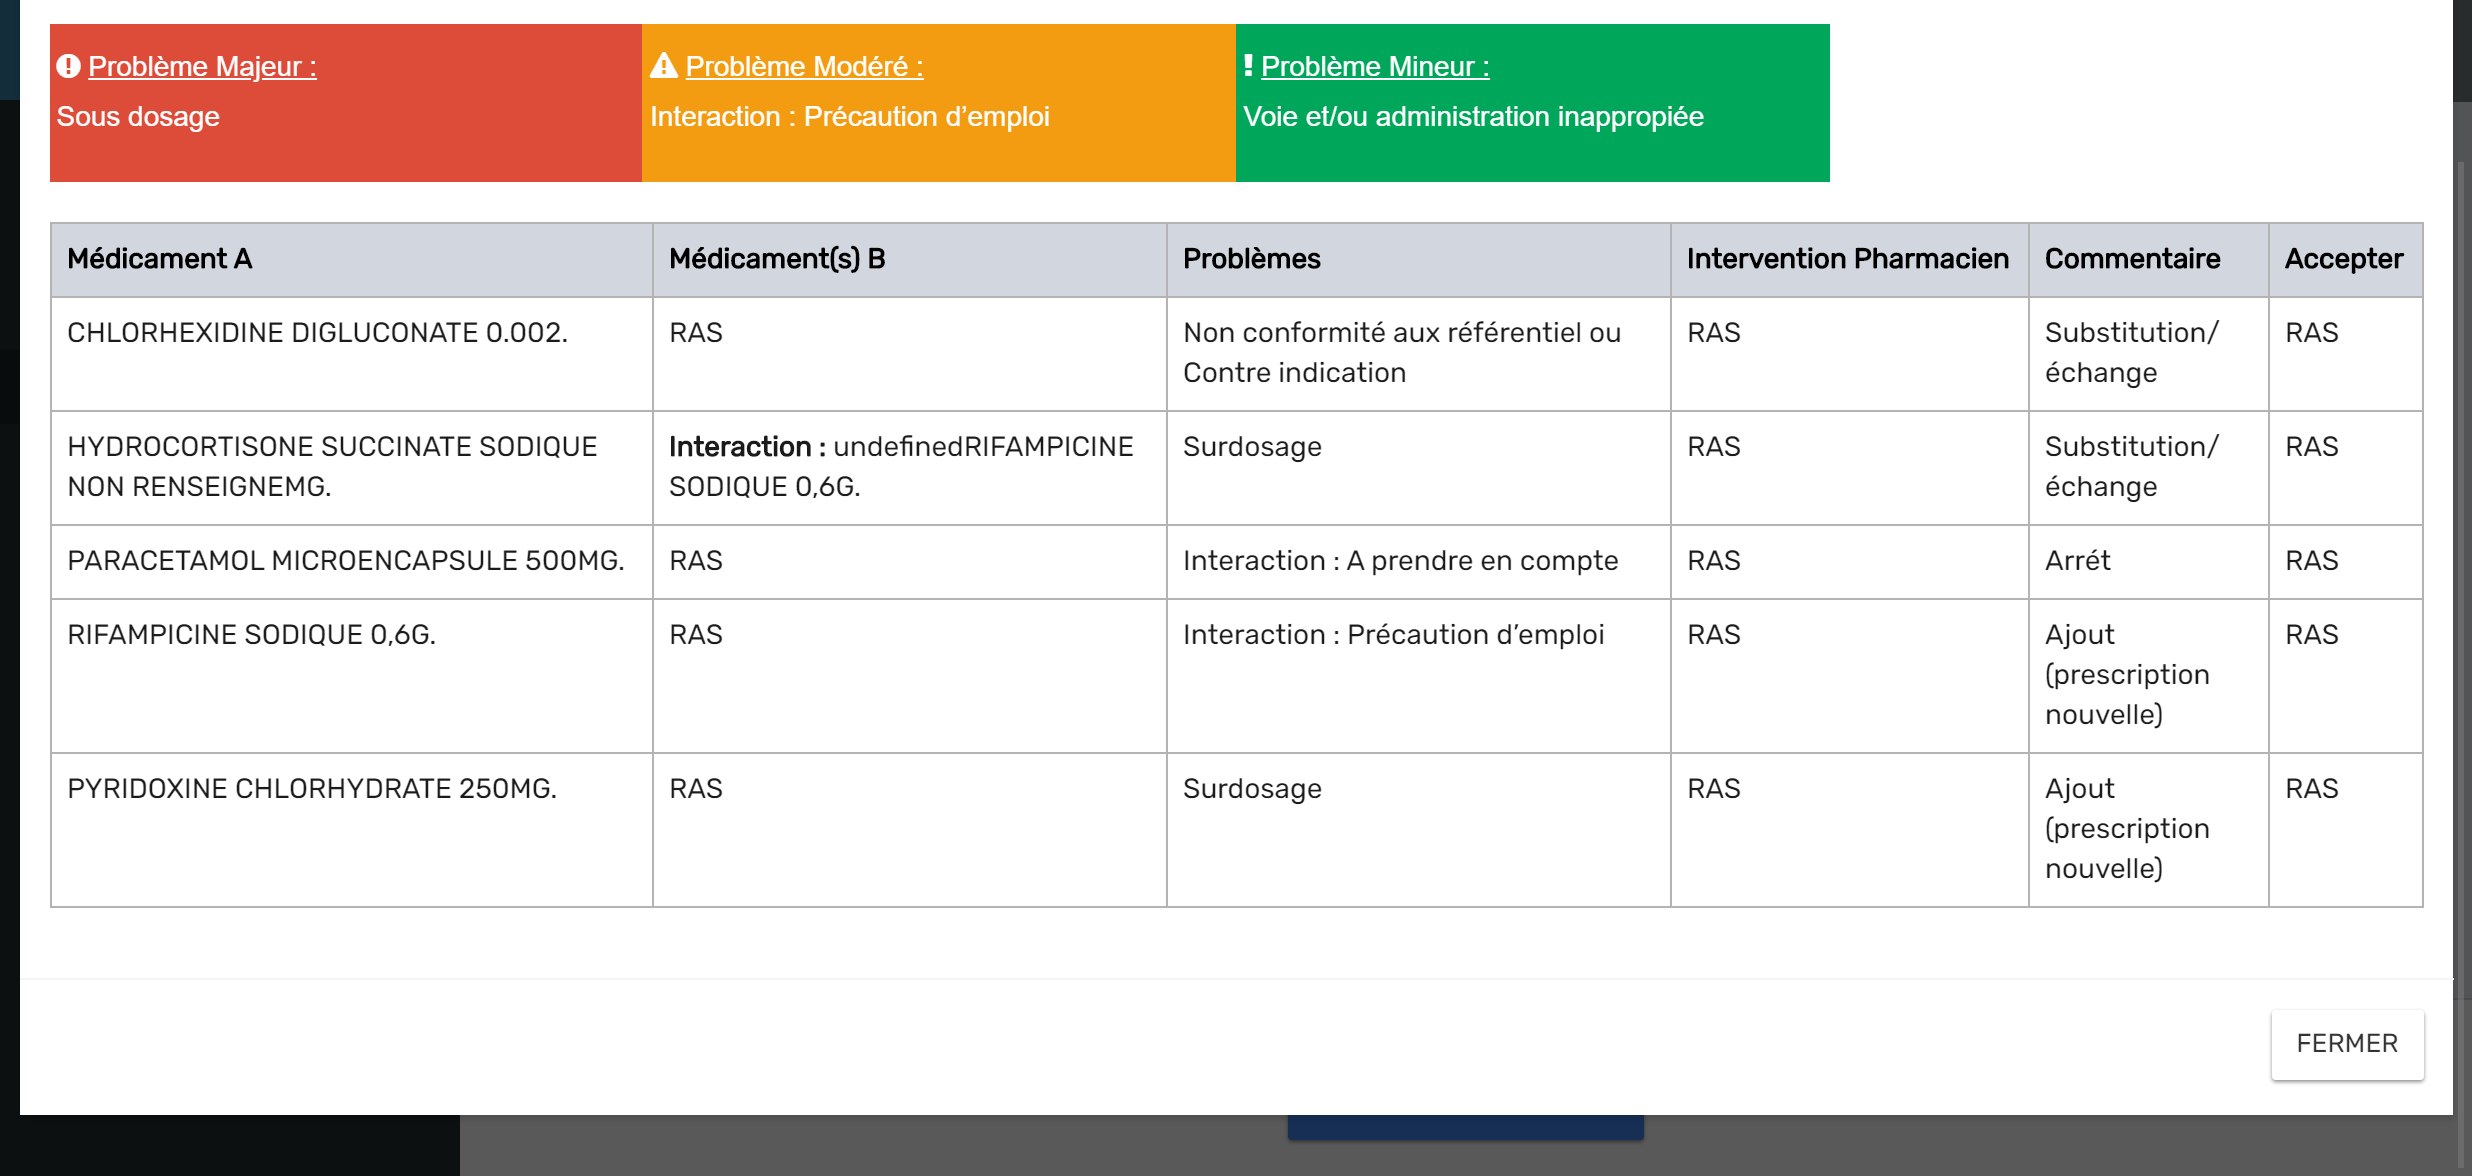 Problème Majeur :
Sous dosage
Problème Modéré :
Interaction : Précaution d’emploi
Problème Mineur :
Voie et/ou administration inappropiée
Médicament A Médicament(s) B Problèmes Intervention Pharmacien Commentaire Accepter
CHLORHEXIDINE DIGLUCONATE 0.002. RAS Non conformité aux référentiel ou RAS Substitution/ RAS
Contre indication échange
HYDROCORTISONE SUCCINATE SODIQUE Interaction : undefinedRIFAMPICINE Surdosage RAS Substitution/ RAS
NON RENSEIGNEMG. SODIQUE 0,6G. échange
PARACETAMOL MICROENCAPSULE 500MG. RAS Interaction : A prendre en compte RAS Arrét RAS
RIFAMPICINE SODIQUE 0,6G. RAS Interaction : Précaution d’emploi RAS Ajout RAS
(prescription
nouvelle)
PYRIDOXINE CHLORHYDRATE 250MG. RAS Surdosage RAS Ajout RAS
(prescription
nouvelle)
FERMER